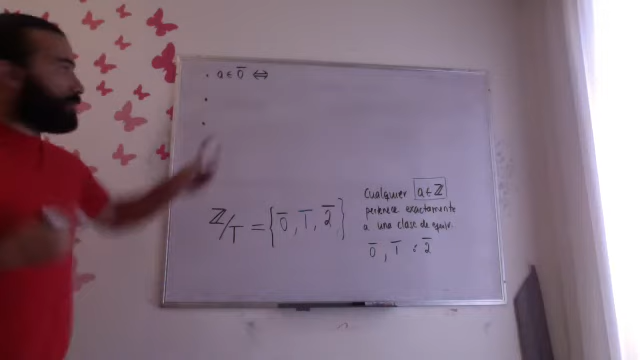 • a ∈ 0̅ ⟺
•
•
ℤ/T = {0̅, 1̅, 2̅}
Cualquier a ∈ ℤ
pertenece exactamente
a una clase de equiv.
0̅, 1̅ ó 2̅